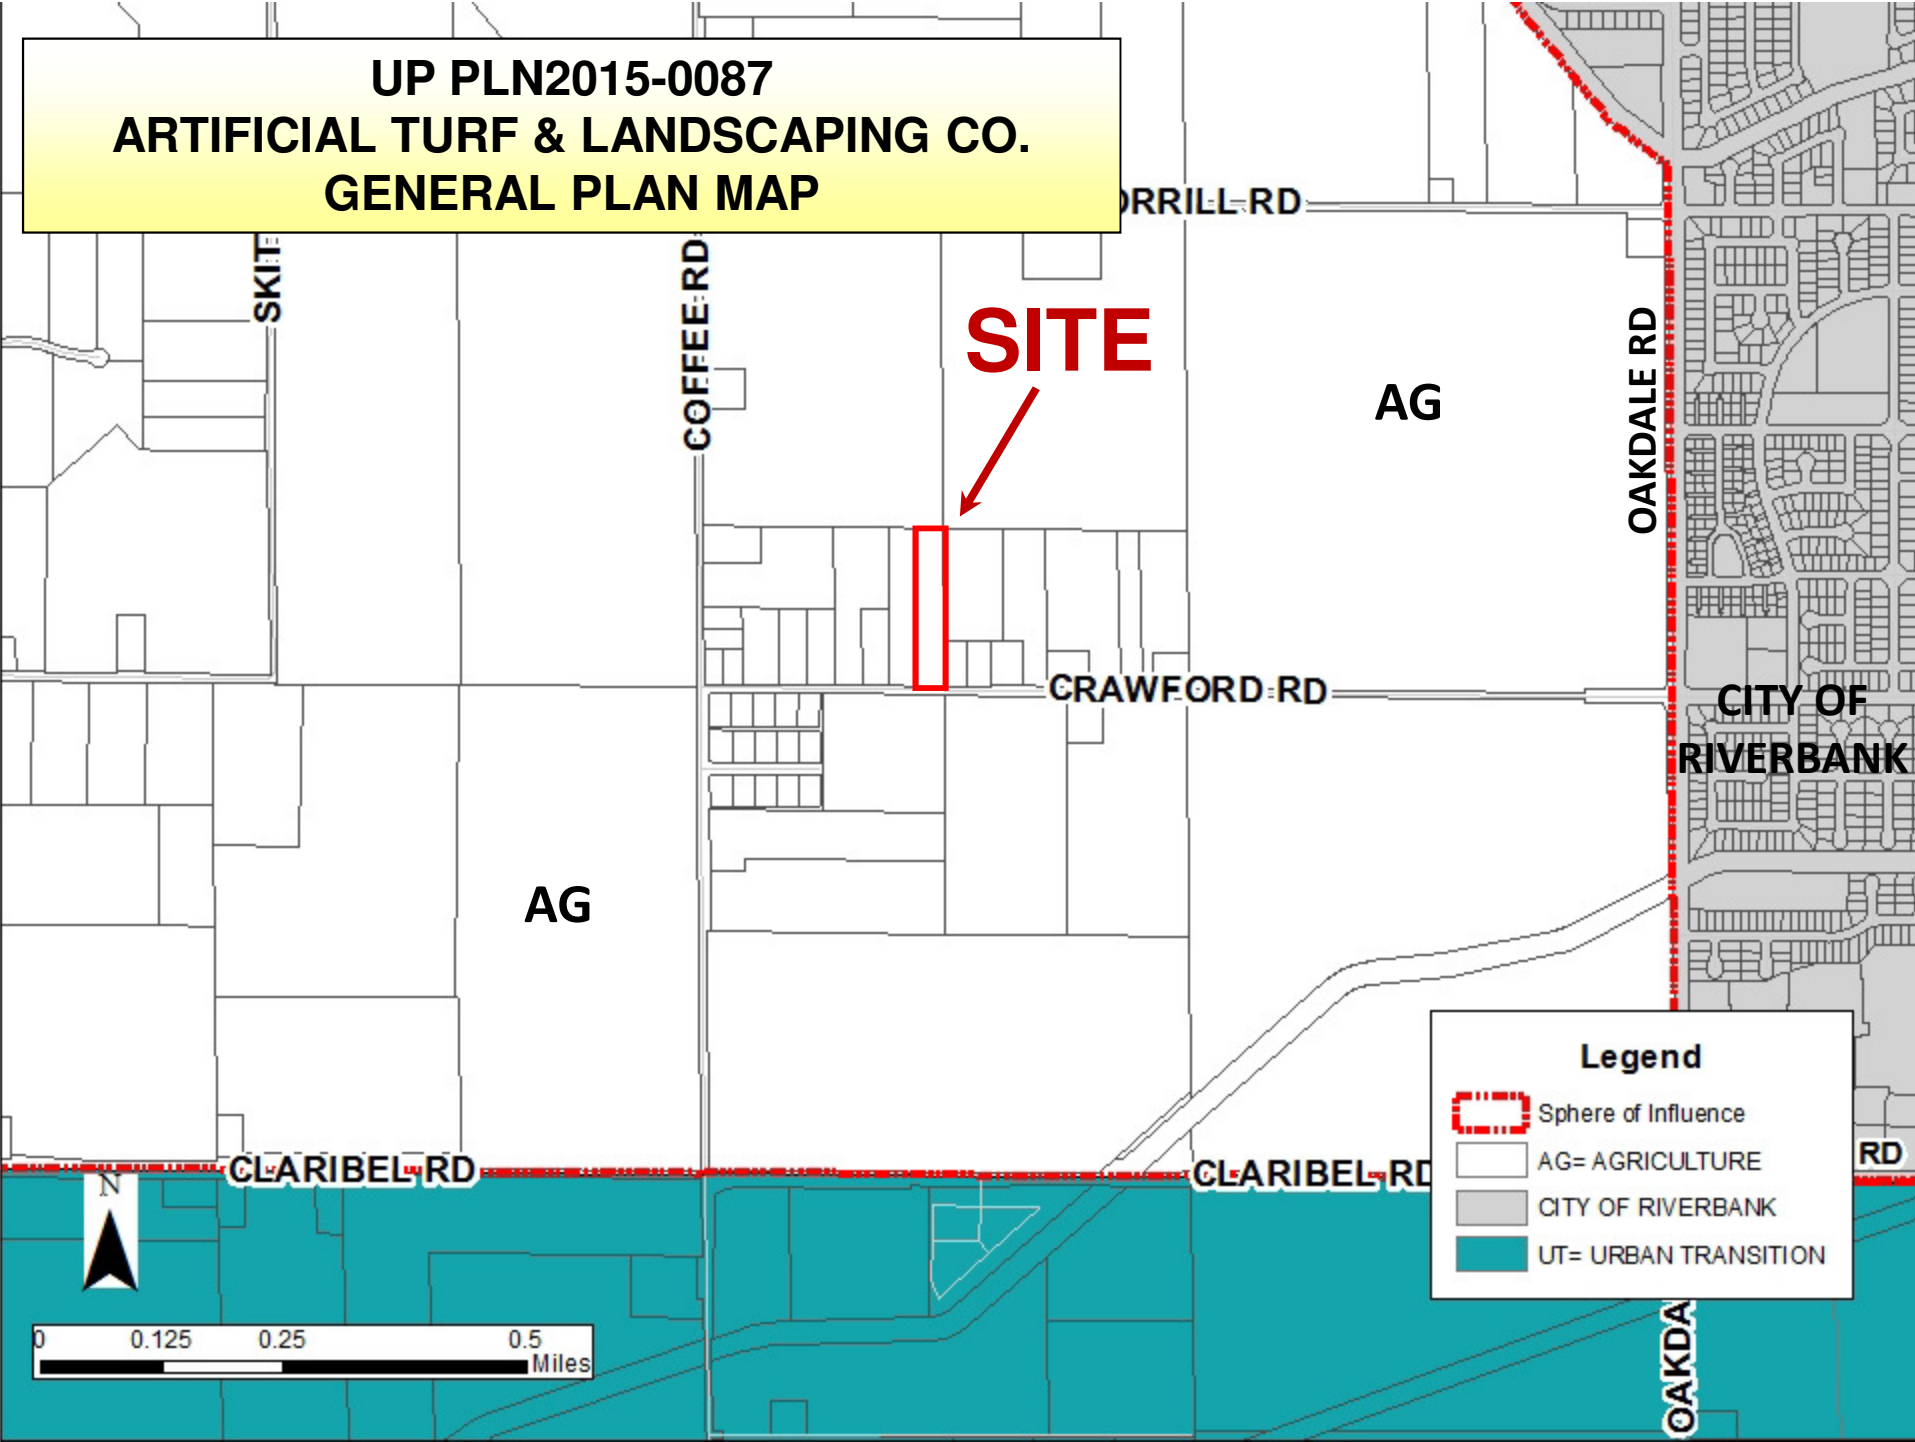 UP PLN2015-0087
ARTIFICIAL TURF & LANDSCAPING CO.
GENERAL PLAN MAP
ORRILL RD
SKIT
COFFEE RD
SITE
AG
OAKDALE RD
CRAWFORD RD
CITY OF
RIVERBANK
AG
CLARIBEL RD
CLARIBEL RD
RD
N
Legend
Sphere of Influence
AG= AGRICULTURE
CITY OF RIVERBANK
UT= URBAN TRANSITION
OAKDA
0 0.125 0.25 0.5
Miles